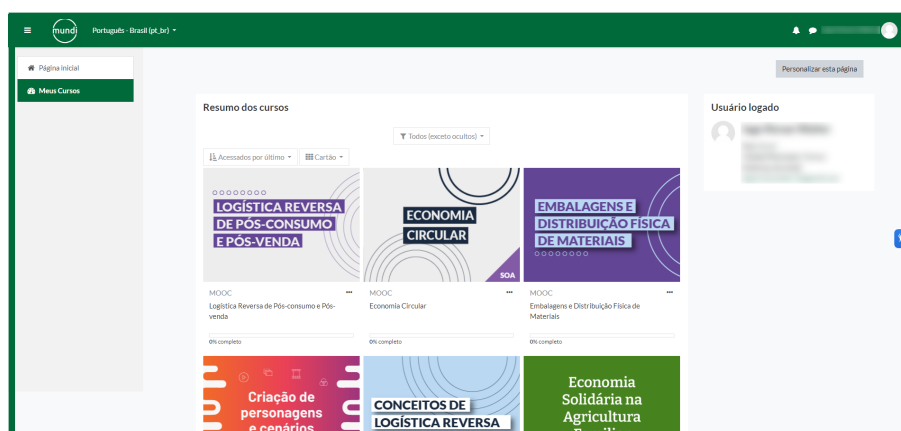 mundi
Português - Brasil (pt_br)
Página inicial
Meus Cursos
Personalizar esta página
Resumo dos cursos
Todos (exceto ocultos)
Acessados por último
Cartão
LOGÍSTICA REVERSA
DE PÓS-CONSUMO
E PÓS-VENDA
MOOC
Logística Reversa de Pós-consumo e Pós-
venda
0% completo
ECONOMIA
CIRCULAR
SOA
MOOC
Economia Circular
0% completo
EMBALAGENS E
DISTRIBUIÇÃO FÍSICA
DE MATERIAIS
MOOC
Embalagens e Distribuição Física de
Materiais
0% completo
Criação de
personagens
e cenários
CONCEITOS DE
LOGÍSTICA REVERSA
Economia
Solidária na
Agricultura
Usuário logado